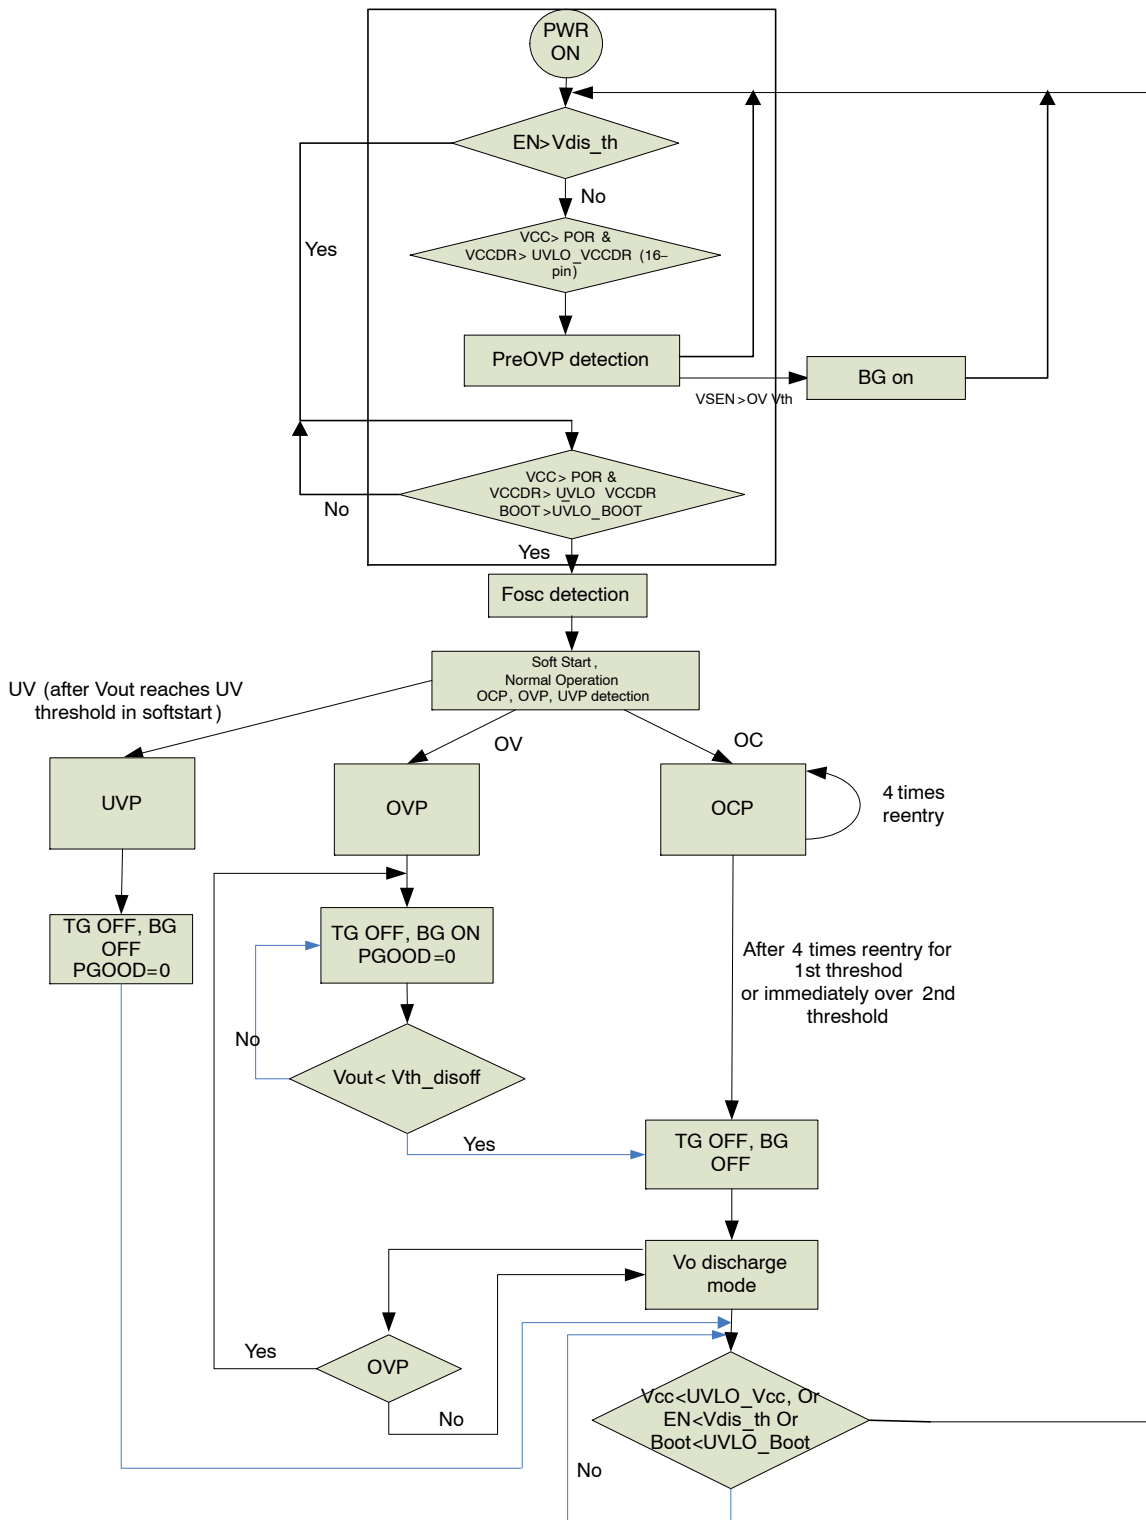 PWR
ON
EN>Vdis_th
No
VCC> POR &
VCCDR> UVLO_VCCDR (16–
pin)
Yes
PreOVP detection
BG on
VSEN>OV Vth
VCC> POR &
VCCDR> UVLO VCCDR
BOOT>UVLO_BOOT
No
Yes
Fosc detection
Soft Start,
Normal Operation
OCP, OVP, UVP detection
UV (after Vout reaches UV
threshold in softstart)
OV
OC
UVP
OVP
OCP
4 times
reentry
TG OFF, BG
OFF
PGOOD=0
TG OFF, BG ON
PGOOD=0
After 4 times reentry for
1st threshod
or immediately over 2nd
threshold
No
Vout< Vth_disoff
Yes
TG OFF, BG
OFF
Vo discharge
mode
Yes
OVP
No
Vcc<UVLO_Vcc, Or
EN<Vdis_th Or
Boot<UVLO_Boot
No